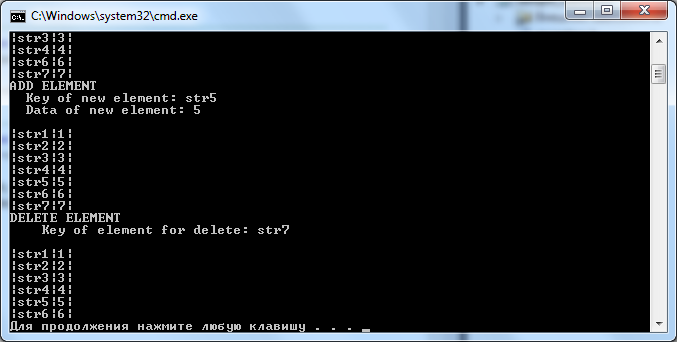 C:\Windows\system32\cmd.exe
|str3|3|
|str4|4|
|str6|6|
|str7|7|
ADD ELEMENT
  Key of new element: str5
  Data of new element: 5
|str1|1|
|str2|2|
|str3|3|
|str4|4|
|str5|5|
|str6|6|
|str7|7|
DELETE ELEMENT
    Key of element for delete: str7
|str1|1|
|str2|2|
|str3|3|
|str4|4|
|str5|5|
|str6|6|
Для продолжения нажмите любую клавишу . . . _